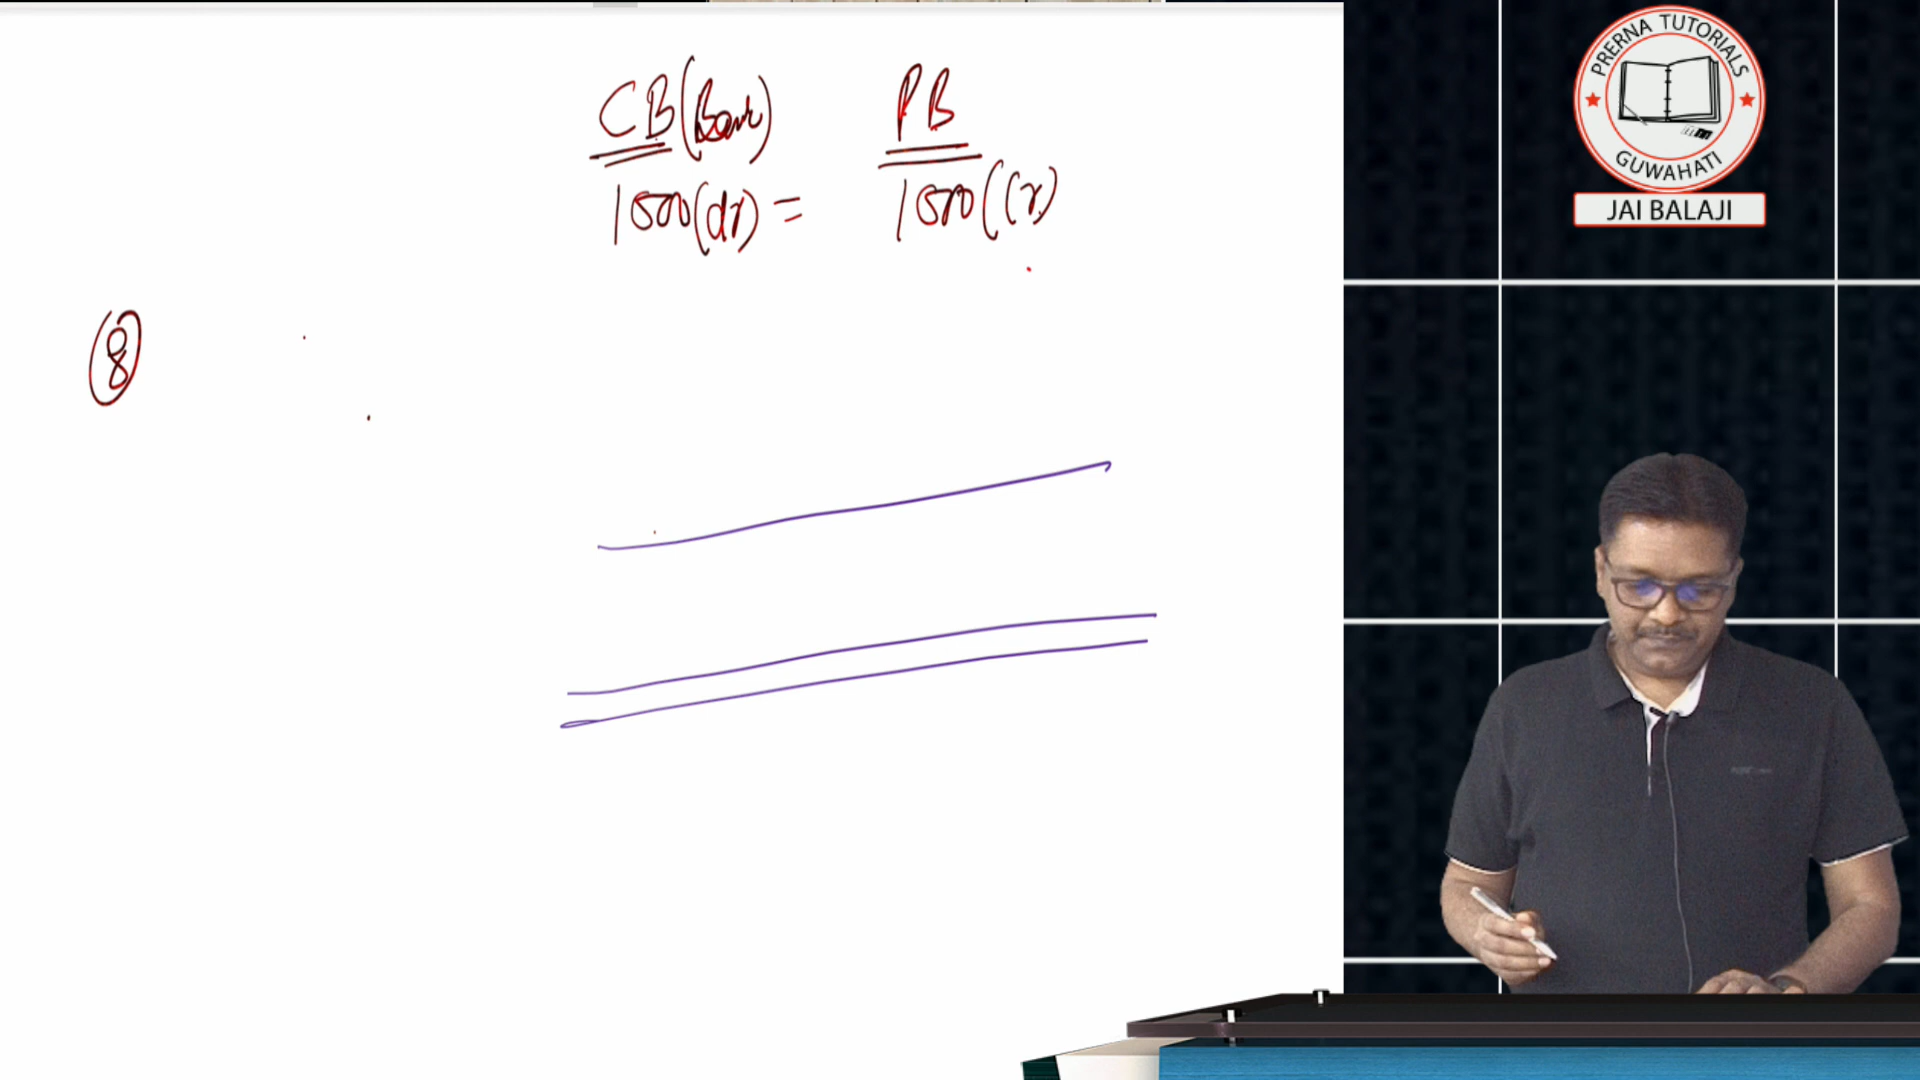 CB (Bank) PB
1500 (dr) = 1500 (Cr)
8
PRERNA TUTORIALS
GUWAHATI
JAI BALAJI